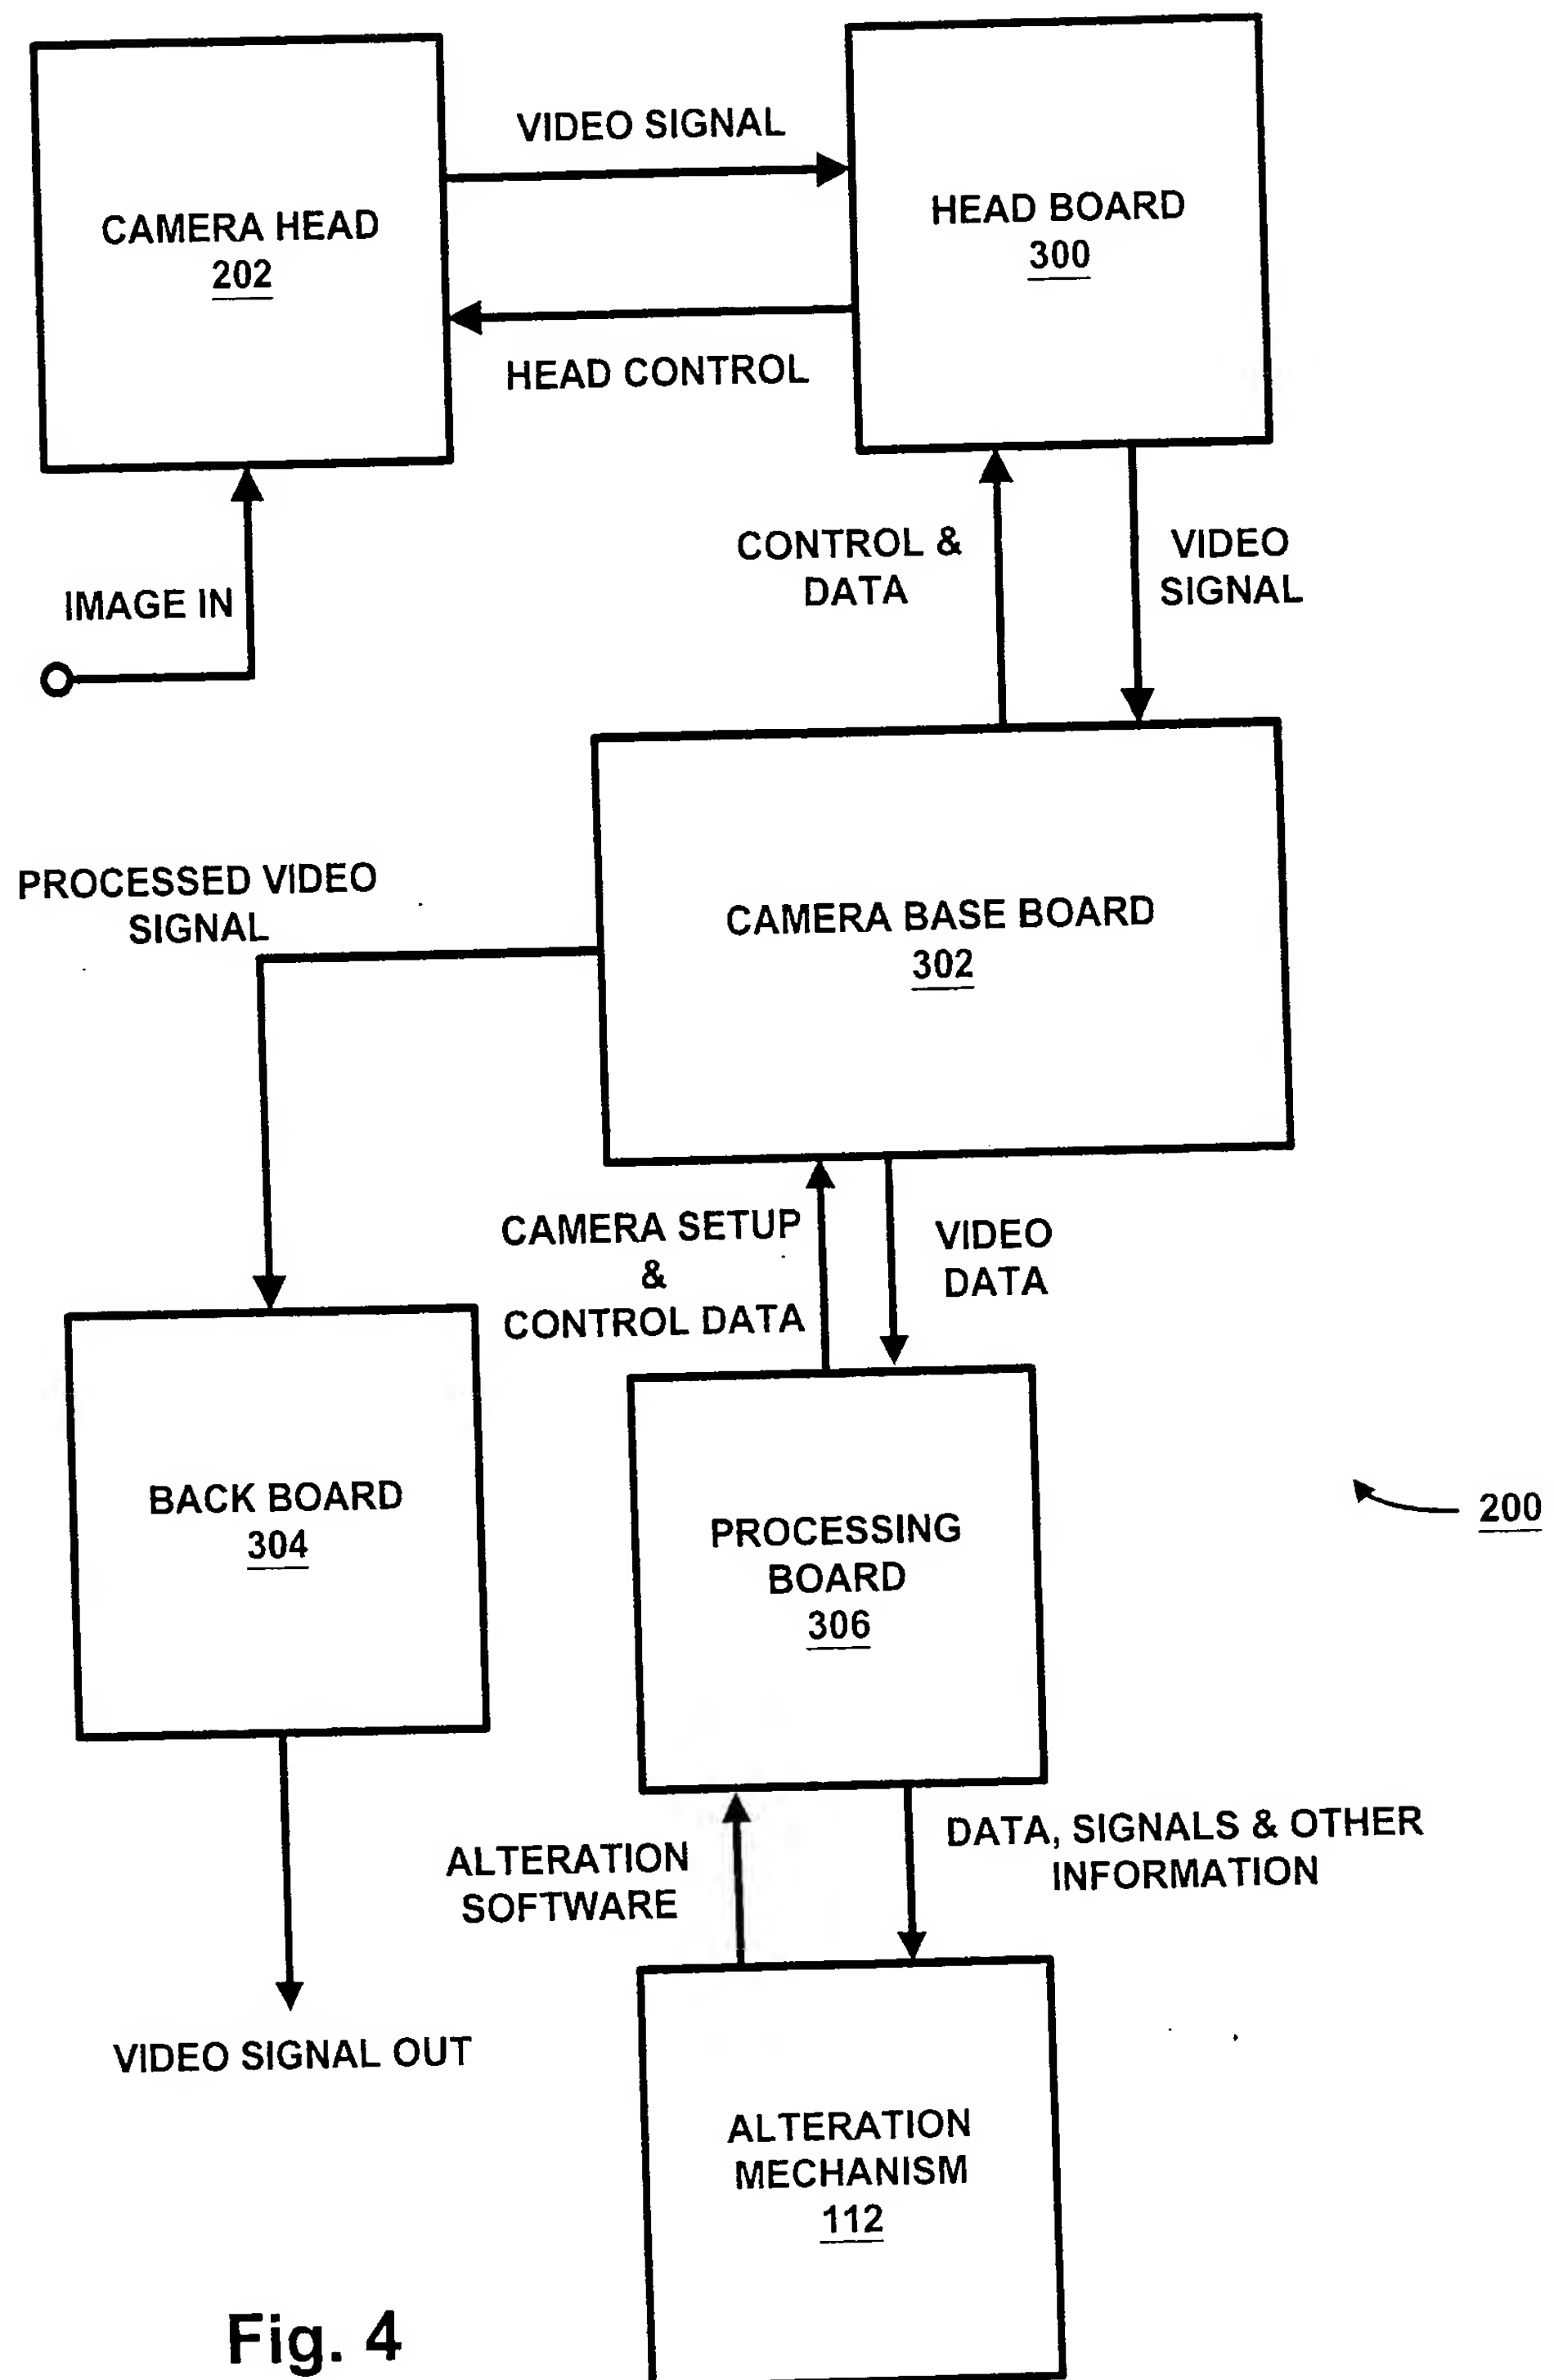 VIDEO SIGNAL
CAMERA HEAD
202
HEAD BOARD
300
HEAD CONTROL
IMAGE IN
CONTROL &
DATA
VIDEO
SIGNAL
PROCESSED VIDEO
SIGNAL
CAMERA BASE BOARD
302
CAMERA SETUP
&
CONTROL DATA
VIDEO
DATA
BACK BOARD
304
PROCESSING
BOARD
306
200
ALTERATION
SOFTWARE
DATA, SIGNALS & OTHER
INFORMATION
VIDEO SIGNAL OUT
ALTERATION
MECHANISM
112
Fig. 4